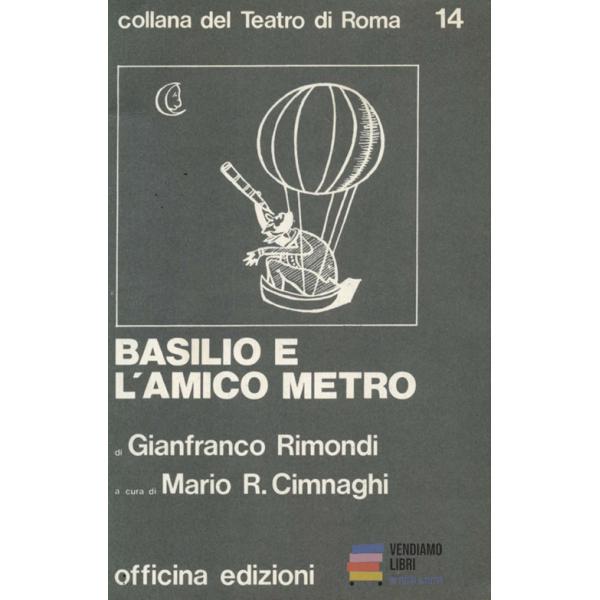 collana del Teatro di Roma 14
BASILIO E
L'AMICO METRO
di Gianfranco Rimondi
a cura di Mario R. Cimnaghi
officina edizioni
VENDIAMO
LIBRI